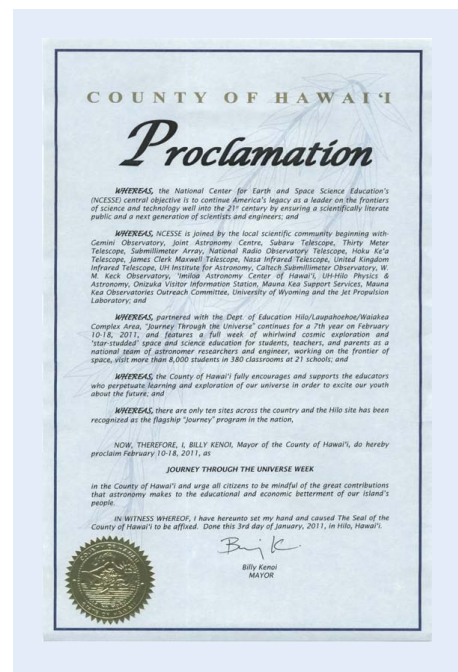 COUNTY OF HAWAI‘I
Proclamation
WHEREAS, the National Center for Earth and Space Science Education's
(NCESSE) central objective is to continue America's legacy as a leader on the frontiers
of science and technology well into the 21st century by ensuring a scientifically literate
public and a next generation of scientists and engineers; and
WHEREAS, NCESSE is joined by the local scientific community beginning with-
Gemini Observatory, Joint Astronomy Centre, Subaru Telescope, Thirty Meter
Telescope, Submillimeter Array, National Radio Observatory Telescope, Hoku Ke'a
Telescope, James Clerk Maxwell Telescope, Nasa Infrared Telescope, United Kingdom
Infrared Telescope, UH Institute for Astronomy, Caltech Submillimeter Observatory, W.
M. Keck Observatory, 'Imiloa Astronomy Center of Hawai'i, UH-Hilo Physics &
Astronomy, Onizuka Visitor Information Station, Mauna Kea Support Services, Mauna
Kea Observatories Outreach Committee, University of Wyoming and the Jet Propulsion
Laboratory; and
WHEREAS, partnered with the Dept. of Education Hilo/Laupahoehoe/Waiakea
Complex Area, "Journey Through the Universe" continues for a 7th year on February
10-18, 2011, and features a full week of whirlwind cosmic exploration and
'star-studded' space and science education for students, teachers, and parents as a
national team of astronomer researchers and engineer, working on the frontier of
space, visit more than 8,000 students in 380 classrooms at 21 schools; and
WHEREAS, the County of Hawai'i fully encourages and supports the educators
who perpetuate learning and exploration of our universe in order to excite our youth
about the future; and
WHEREAS, there are only ten sites across the country and the Hilo site has been
recognized as the flagship "Journey" program in the nation,
NOW, THEREFORE, I, BILLY KENOI, Mayor of the County of Hawai'i, do hereby
proclaim February 10-18, 2011, as
JOURNEY THROUGH THE UNIVERSE WEEK
in the County of Hawai'i and urge all citizens to be mindful of the great contributions
that astronomy makes to the educational and economic betterment of our island's
people.
IN WITNESS WHEREOF, I have hereunto set my hand and caused The Seal of the
County of Hawai'i to be affixed. Done this 3rd day of January, 2011, in Hilo, Hawai'i.
Billy Kenoi
MAYOR